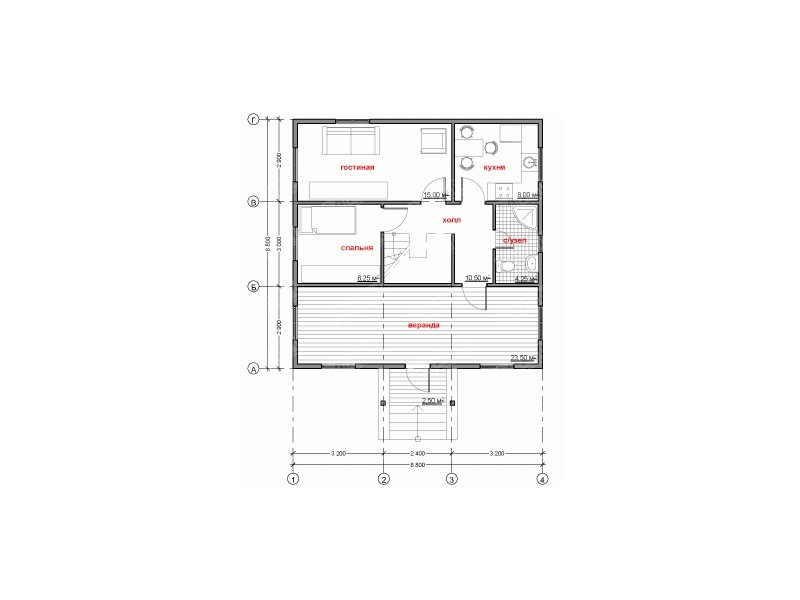 Г
гостиная
кухня
2 900
15.00 м²
8.00 м²
В
холл
8 800
3 000
спальня
с/узел
8.25 м²
10.50 м²
4.25 м²
Б
2 900
веранда
23.50 м²
А
2.50 м²
3 200
2 400
3 200
8 800
1
2
3
4